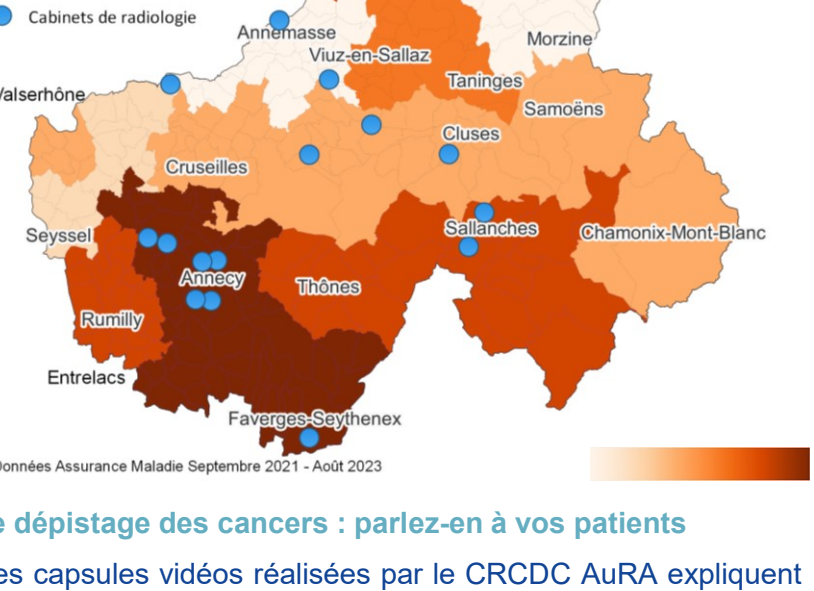 Cabinets de radiologie
Annemasse
Morzine
Viuz-en-Sallaz
Taninges
Valserhône
Samoëns
Cluses
Cruseilles
Seyssel
Sallanches
Chamonix-Mont-Blanc
Annecy
Thônes
Rumilly
Entrelacs
Faverges-Seythenex
Données Assurance Maladie Septembre 2021 - Août 2023
e dépistage des cancers : parlez-en à vos patients
es capsules vidéos réalisées par le CRCDC AuRA expliquent